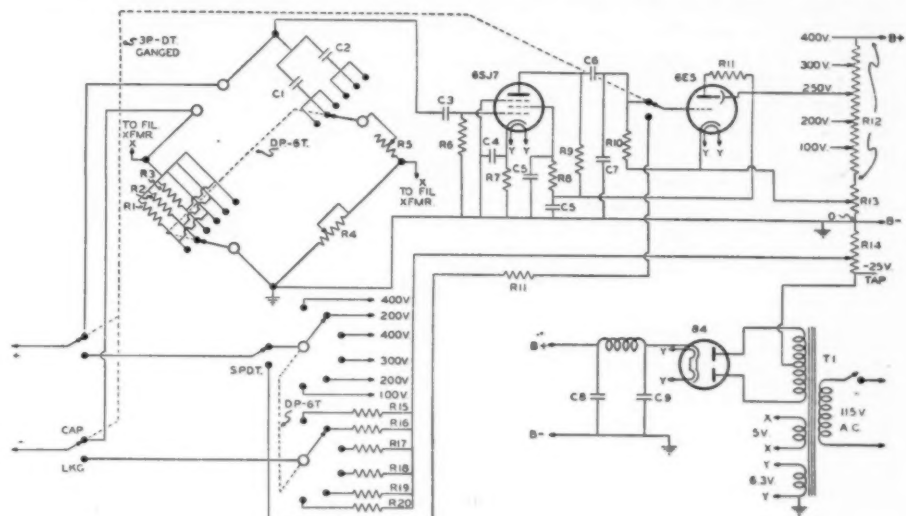 3P-DT.
GANGED
C2
C1
C3
6SJ7
C6
6E5
R11
400V.
B+
300V
250V
200V
R12
100V.
TO FIL
XFMR.
X
DP-6T.
R5
X
TO FIL
XFMR.
R3
R2
R1
R4
R6
C4
R7
Y Y
C5
R8
C5
R9
C7
R10
Y Y
R13
0
B-
R14
-25V.
TAP
R11
400V
200V
400V
300V
200V
100V
S.P.D.T.
DP-6T
R15
R16
R17
R18
R19
R20
CAP
LKG
B+
B-
C8
C9
84
Y
Y
T1
X
5V.
X
Y
6.3V.
Y
115V
A.C.